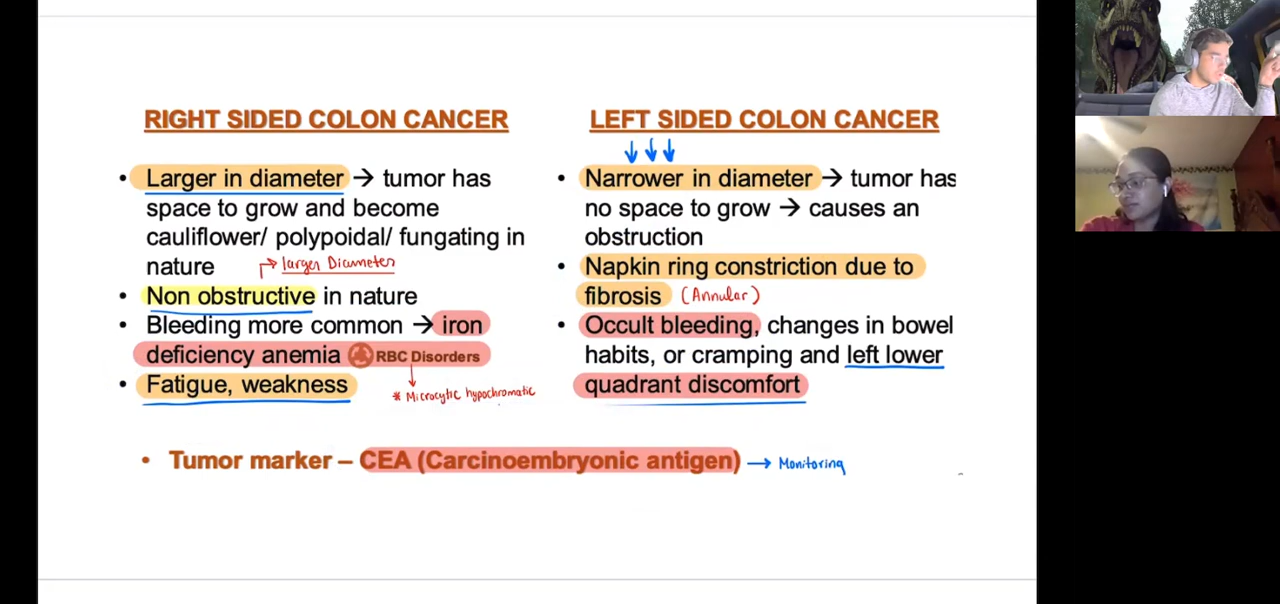 RIGHT SIDED COLON CANCER
• Larger in diameter → tumor has
space to grow and become
cauliflower/ polypoidal/ fungating in
nature
larger Diameter
• Non obstructive in nature
• Bleeding more common → iron
deficiency anemia RBC Disorders
• Fatigue, weakness
* Microcytic hypochromatic
LEFT SIDED COLON CANCER
• Narrower in diameter → tumor has
no space to grow → causes an
obstruction
• Napkin ring constriction due to
fibrosis (Annular)
• Occult bleeding, changes in bowel
habits, or cramping and left lower
quadrant discomfort
• Tumor marker – CEA (Carcinoembryonic antigen) → Monitoring